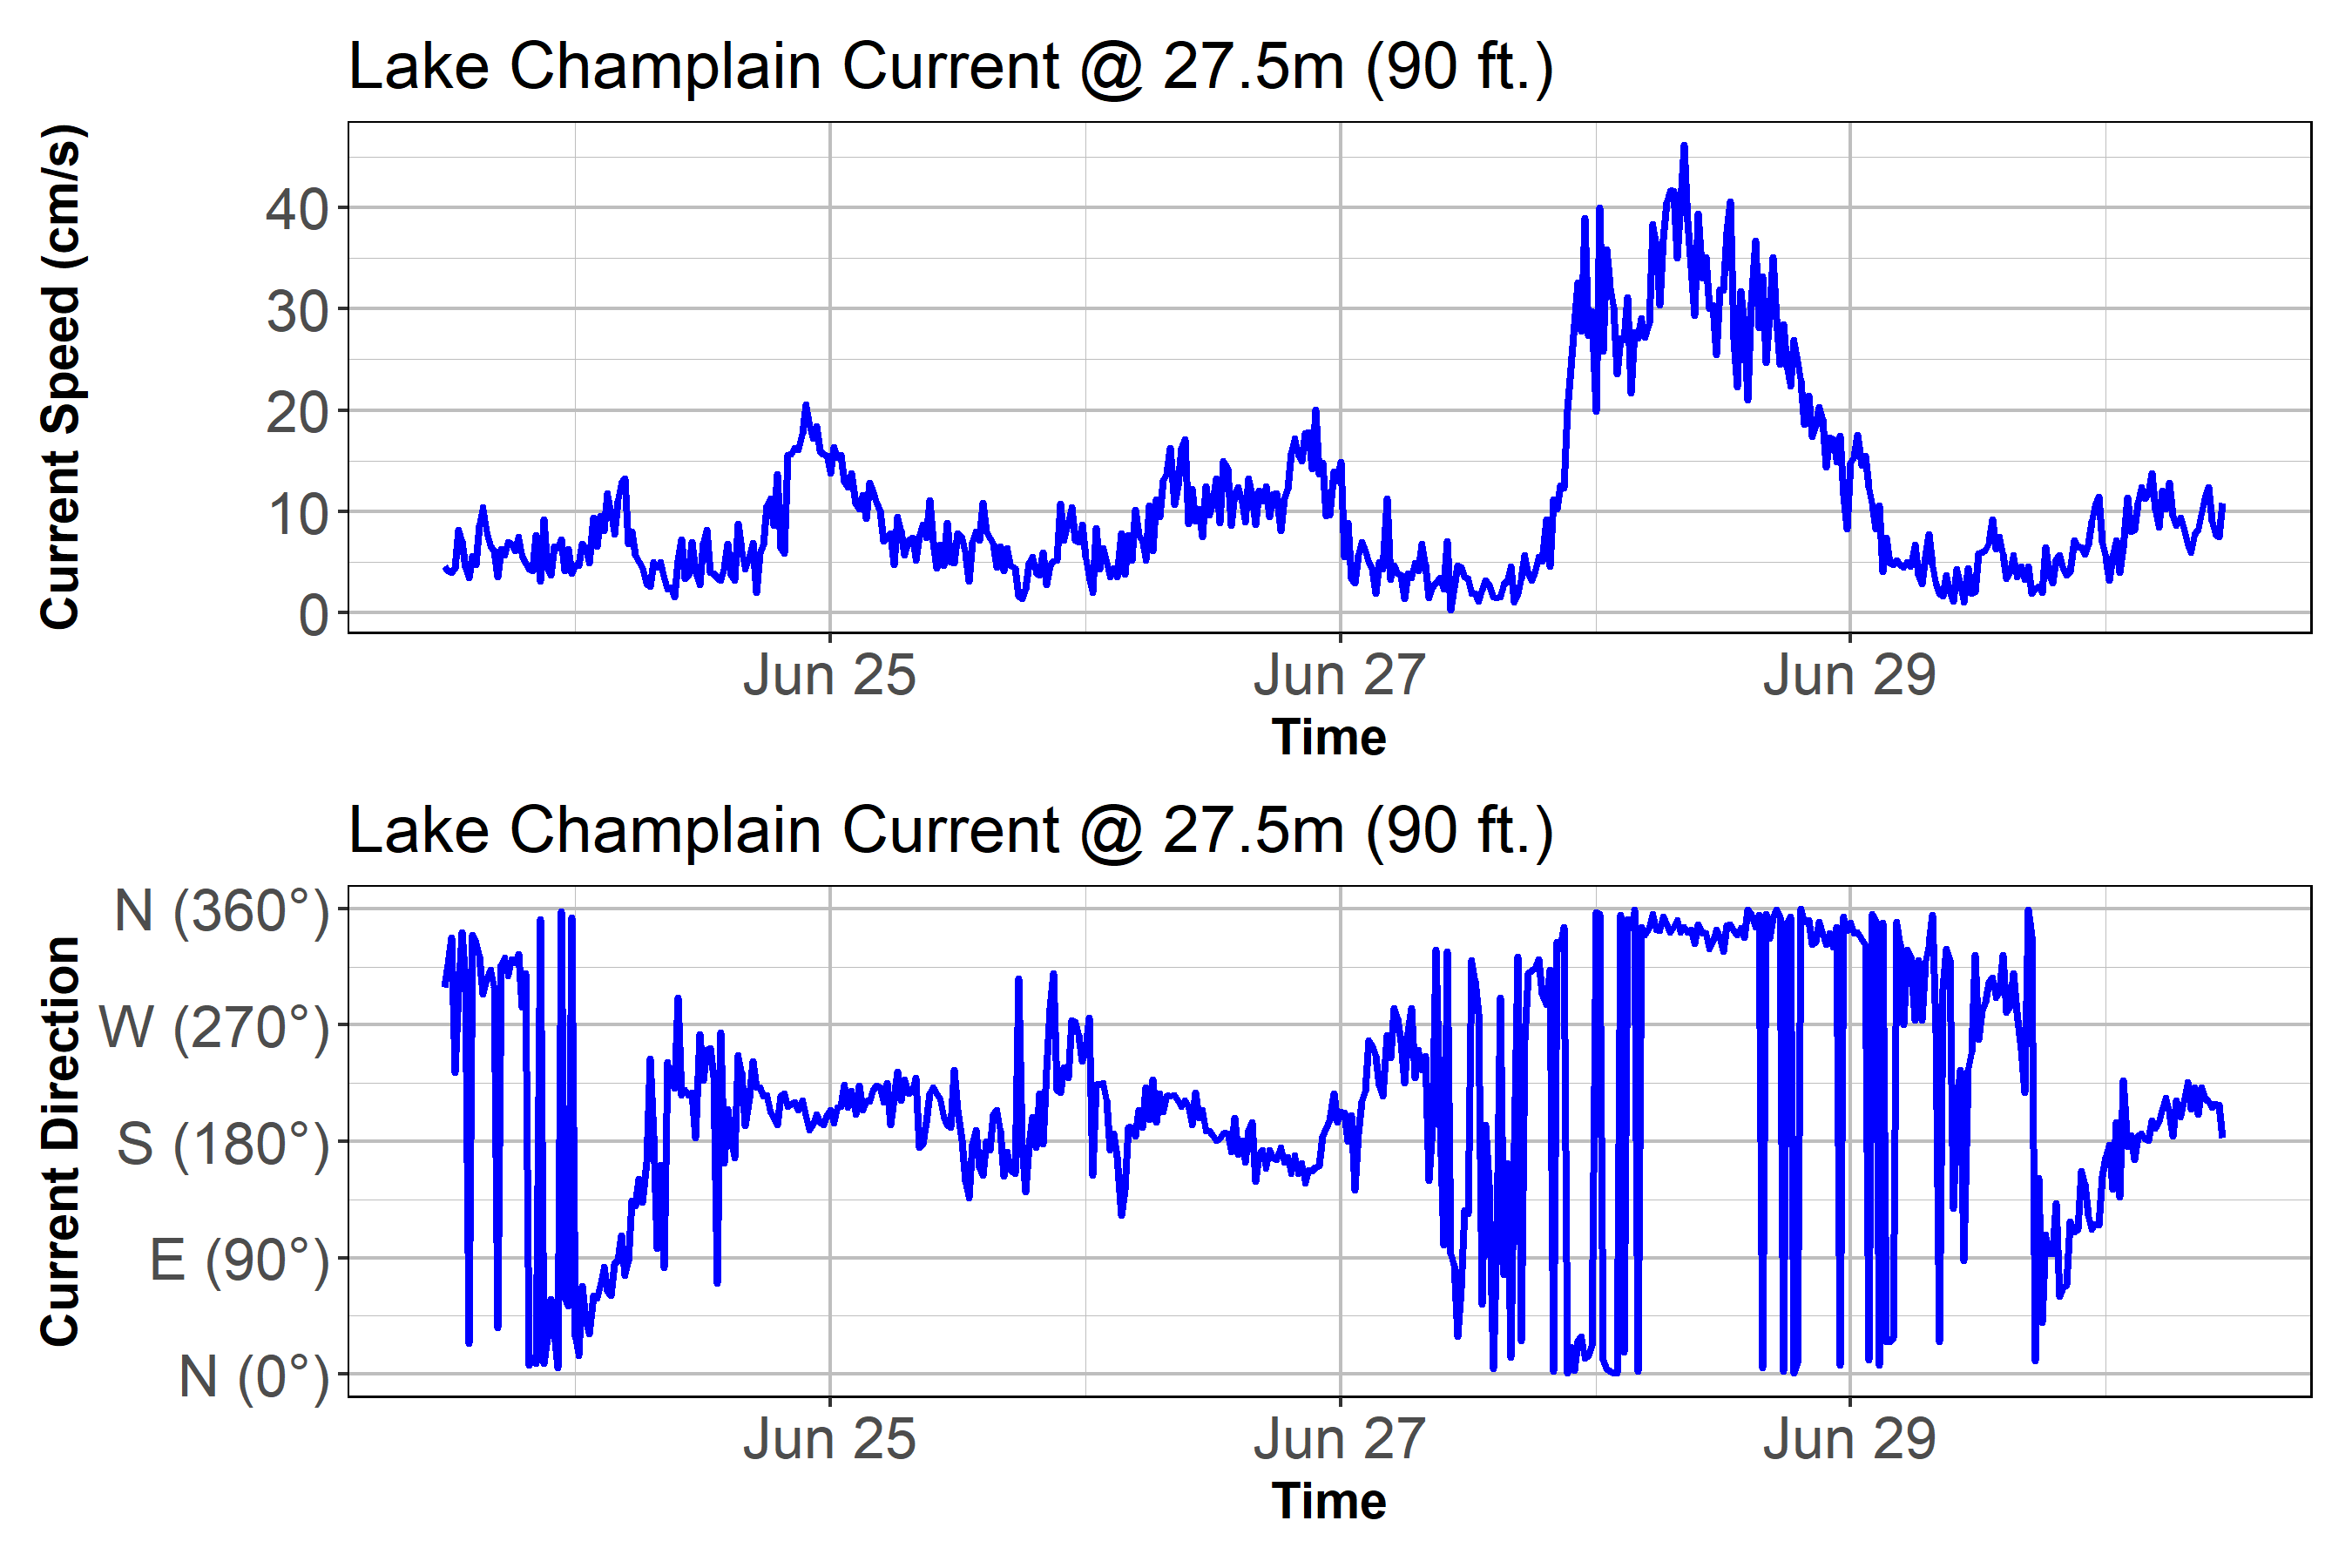 Lake Champlain Current @ 27.5m (90 ft.)
Current Speed (cm/s)
40
30
20
10
0
Jun 25 Jun 27 Jun 29
Time
Lake Champlain Current @ 27.5m (90 ft.)
Current Direction
N (360°)
W (270°)
S (180°)
E (90°)
N (0°)
Jun 25 Jun 27 Jun 29
Time